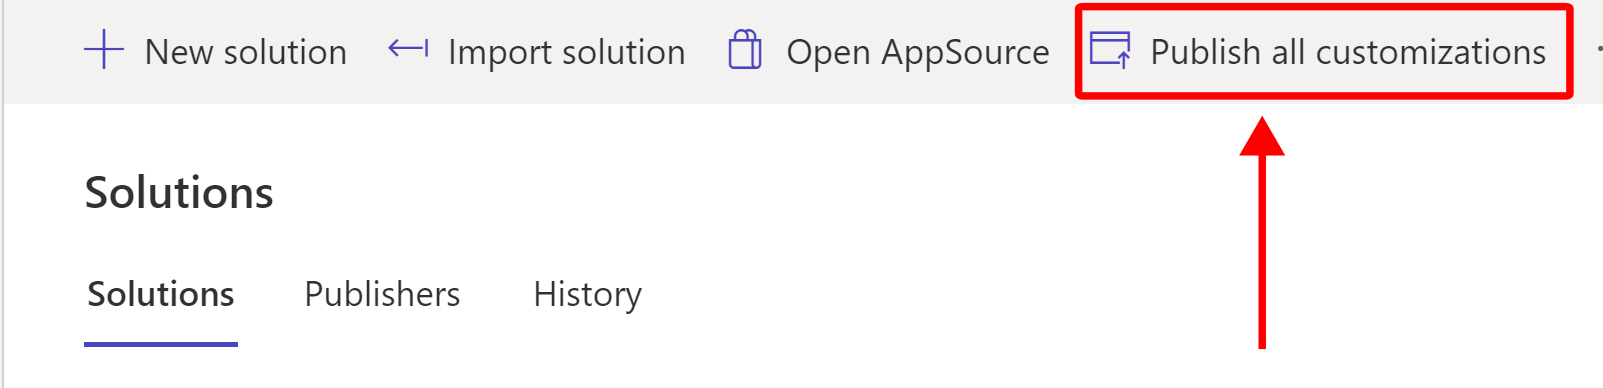 New solution Import solution Open AppSource Publish all customizations
Solutions
Solutions Publishers History